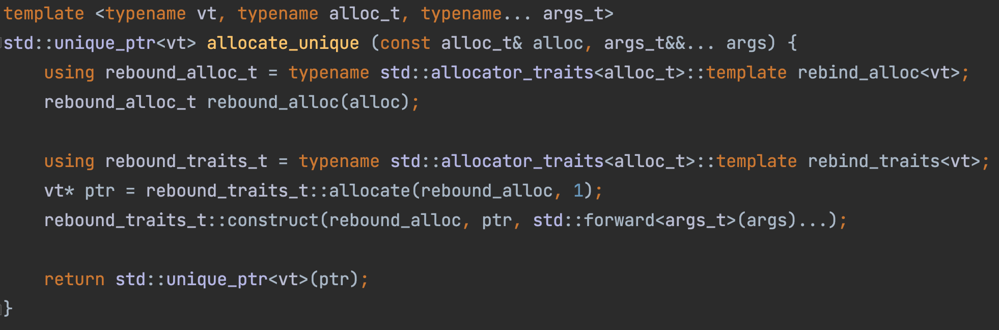 template <typename vt, typename alloc_t, typename... args_t>
std::unique_ptr<vt> allocate_unique (const alloc_t& alloc, args_t&&... args) {
    using rebound_alloc_t = typename std::allocator_traits<alloc_t>::template rebind_alloc<vt>;
    rebound_alloc_t rebound_alloc(alloc);

    using rebound_traits_t = typename std::allocator_traits<alloc_t>::template rebind_traits<vt>;
    vt* ptr = rebound_traits_t::allocate(rebound_alloc, 1);
    rebound_traits_t::construct(rebound_alloc, ptr, std::forward<args_t>(args)...);

    return std::unique_ptr<vt>(ptr);
}